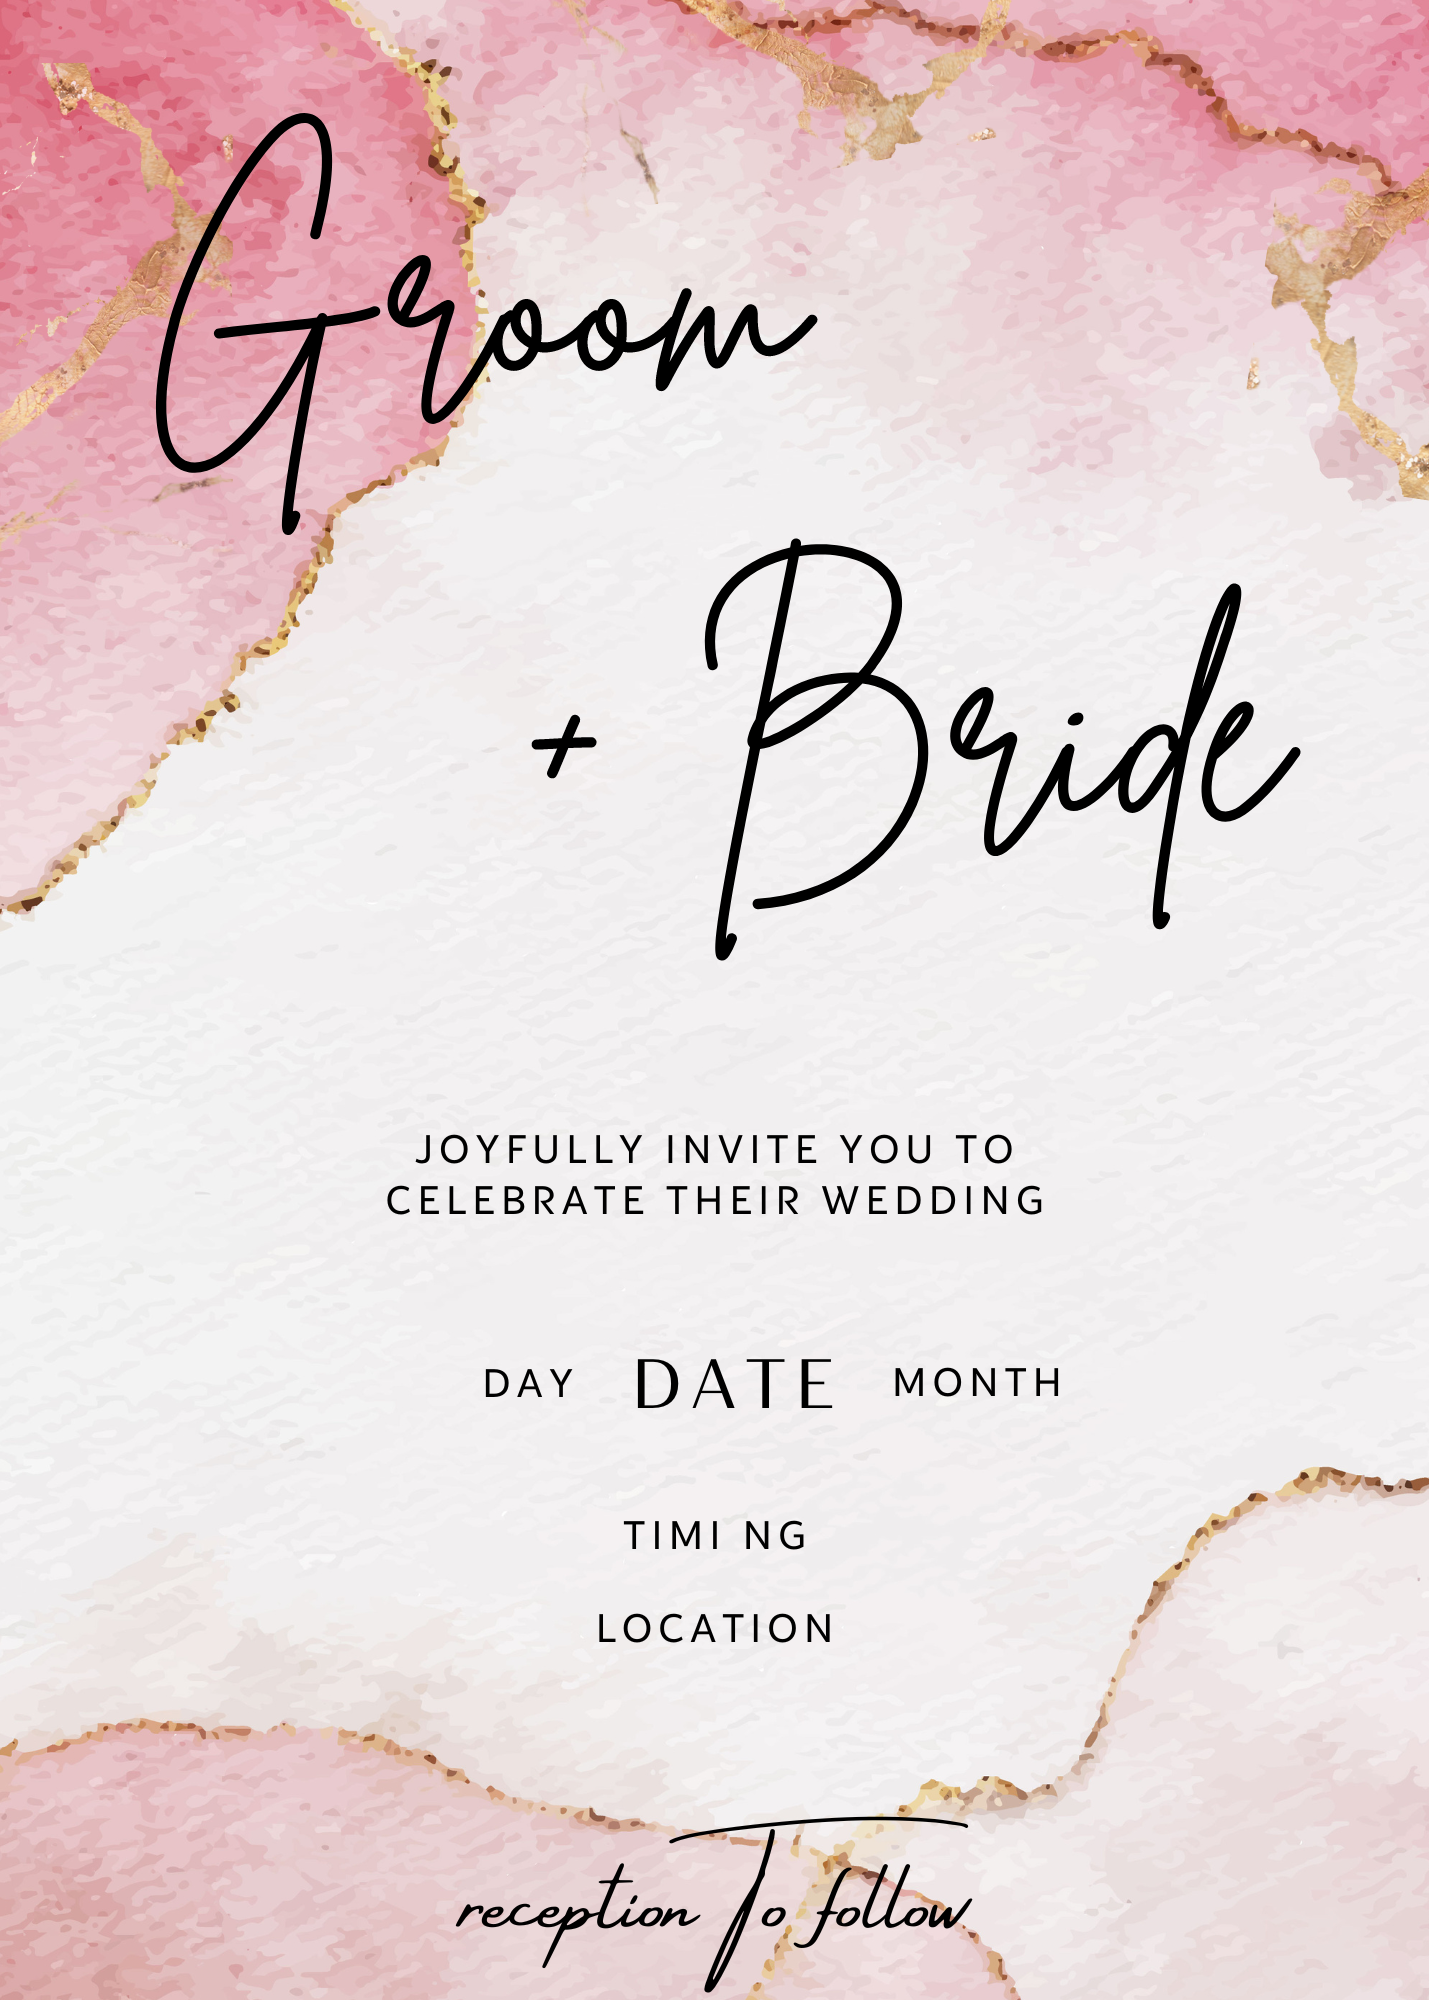 Groom
+ Bride
JOYFULLY INVITE YOU TO
CELEBRATE THEIR WEDDING
DAY DATE MONTH
TIMI NG
LOCATION
reception To follow